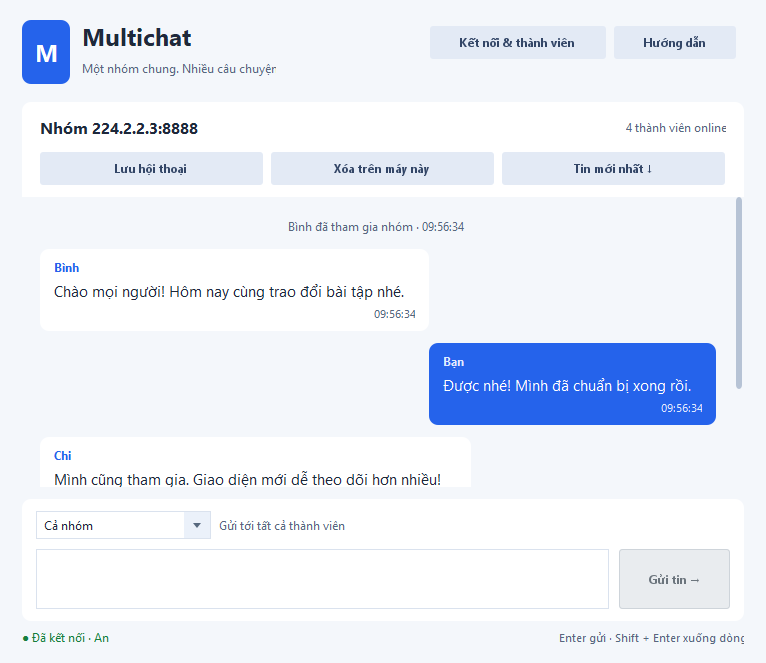 M
Multichat
Một nhóm chung. Nhiều câu chuyện
Kết nối & thành viên
Hướng dẫn
Nhóm 224.2.2.3:8888
4 thành viên online
Lưu hội thoại
Xóa trên máy này
Tin mới nhất ↓
Bình đã tham gia nhóm · 09:56:34
Bình
Chào mọi người! Hôm nay cùng trao đổi bài tập nhé.
09:56:34
Bạn
Được nhé! Mình đã chuẩn bị xong rồi.
09:56:34
Chi
Mình cũng tham gia. Giao diện mới dễ theo dõi hơn nhiều!
Cả nhóm
Gửi tới tất cả thành viên
Gửi tin →
● Đã kết nối · An
Enter gửi · Shift + Enter xuống dòng